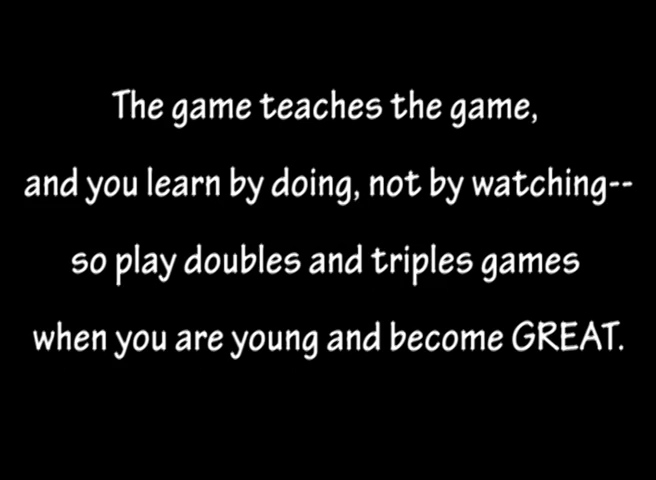 The game teaches the game,
and you learn by doing, not by watching--
so play doubles and triples games
when you are young and become GREAT.